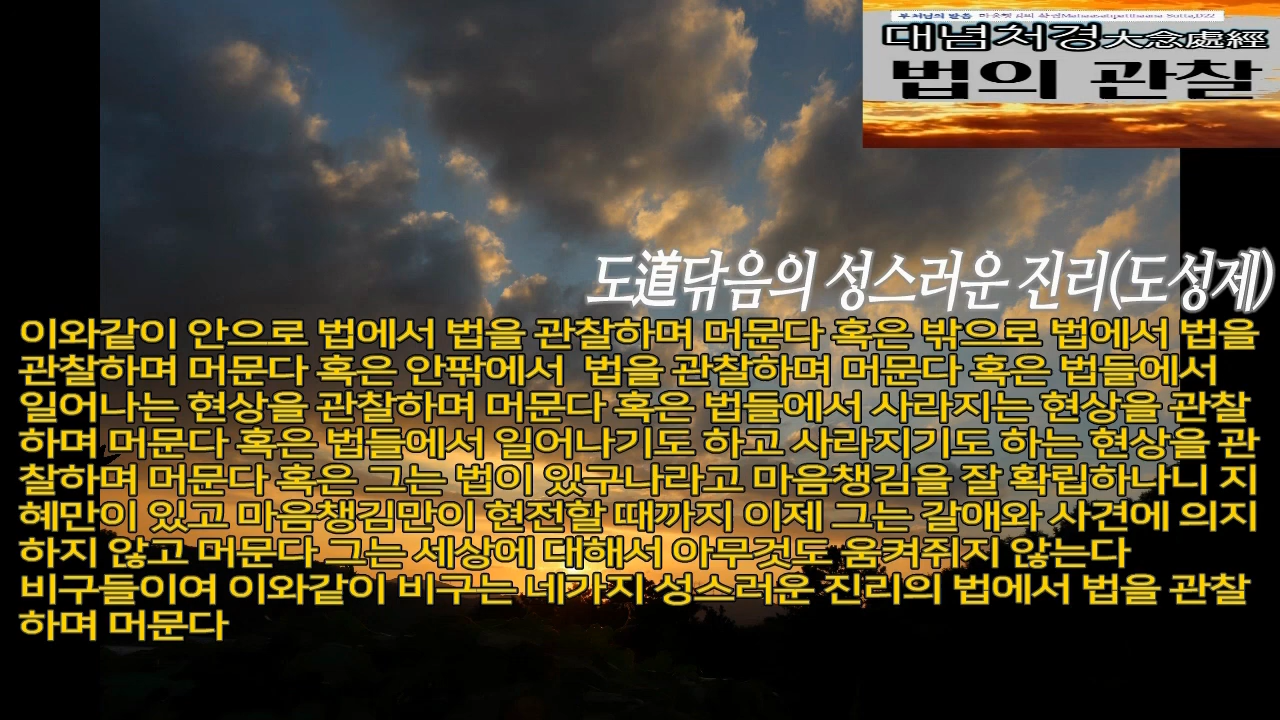 부처님의 말씀
대념처경大念處經
법의 관찰
도道닦음의 성스러운 진리(도성제)
이와같이 안으로 법에서 법을 관찰하며 머문다 혹은 밖으로 법에서 법을
관찰하며 머문다 혹은 안팎에서 법을 관찰하며 머문다 혹은 법들에서
일어나는 현상을 관찰하며 머문다 혹은 법들에서 사라지는 현상을 관찰
하며 머문다 혹은 법들에서 일어나기도 하고 사라지기도 하는 현상을 관
찰하며 머문다 혹은 그는 법이 있구나라고 마음챙김을 잘 확립하나니 지
혜만이 있고 마음챙김만이 현전할 때까지 이제 그는 갈애와 사견에 의지
하지 않고 머문다 그는 세상에 대해서 아무것도 움켜쥐지 않는다
비구들이여 이와같이 비구는 네가지 성스러운 진리의 법에서 법을 관찰
하며 머문다